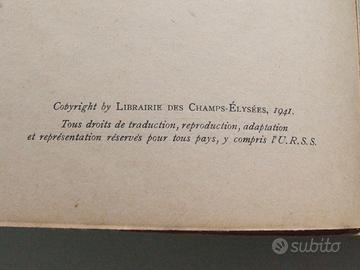 Copyright by LIBRAIRIE DES CHAMPS-ÉLYSÉES, 1941.
Tous droits de traduction, reproduction, adaptation
et représentation réservés pour tous pays, y compris l'U.R.S.S.
subito